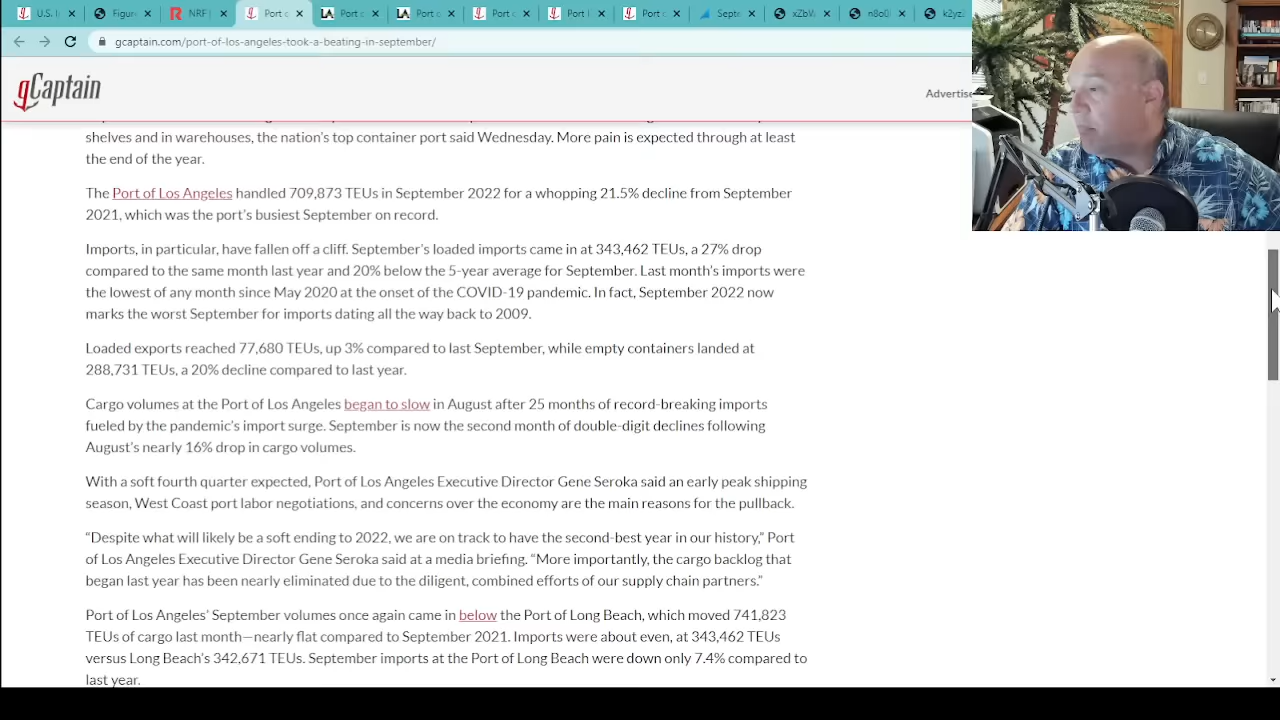 U.S.
Figure
NRF
Port o
Port c
Port c
Port c
Port l
Port c
Septe
xZbV
n8o0l
k2yz
gcaptain.com/port-of-los-angeles-took-a-beating-in-september/
gCaptain
Advertise
shelves and in warehouses, the nation's top container port said Wednesday. More pain is expected through at least
the end of the year.
The Port of Los Angeles handled 709,873 TEUs in September 2022 for a whopping 21.5% decline from September
2021, which was the port's busiest September on record.
Imports, in particular, have fallen off a cliff. September's loaded imports came in at 343,462 TEUs, a 27% drop
compared to the same month last year and 20% below the 5-year average for September. Last month's imports were
the lowest of any month since May 2020 at the onset of the COVID-19 pandemic. In fact, September 2022 now
marks the worst September for imports dating all the way back to 2009.
Loaded exports reached 77,680 TEUs, up 3% compared to last September, while empty containers landed at
288,731 TEUs, a 20% decline compared to last year.
Cargo volumes at the Port of Los Angeles began to slow in August after 25 months of record-breaking imports
fueled by the pandemic's import surge. September is now the second month of double-digit declines following
August's nearly 16% drop in cargo volumes.
With a soft fourth quarter expected, Port of Los Angeles Executive Director Gene Seroka said an early peak shipping
season, West Coast port labor negotiations, and concerns over the economy are the main reasons for the pullback.
“Despite what will likely be a soft ending to 2022, we are on track to have the second-best year in our history,” Port
of Los Angeles Executive Director Gene Seroka said at a media briefing. “More importantly, the cargo backlog that
began last year has been nearly eliminated due to the diligent, combined efforts of our supply chain partners.”
Port of Los Angeles’ September volumes once again came in below the Port of Long Beach, which moved 741,823
TEUs of cargo last month—nearly flat compared to September 2021. Imports were about even, at 343,462 TEUs
versus Long Beach's 342,671 TEUs. September imports at the Port of Long Beach were down only 7.4% compared to
last year.